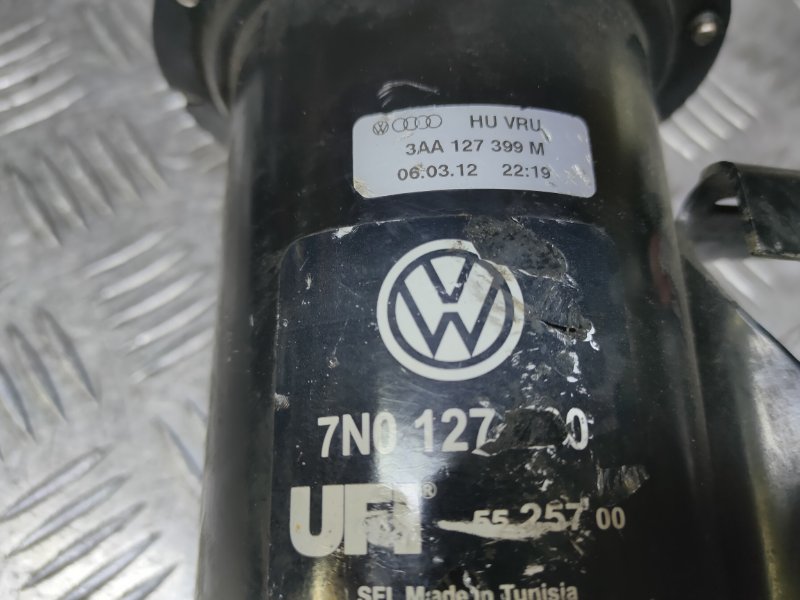 HU VRU
3AA 127 399 M
06.03.12 22:19
7N0 127
UFI®
55 257 00
SFI Made in Tunisia